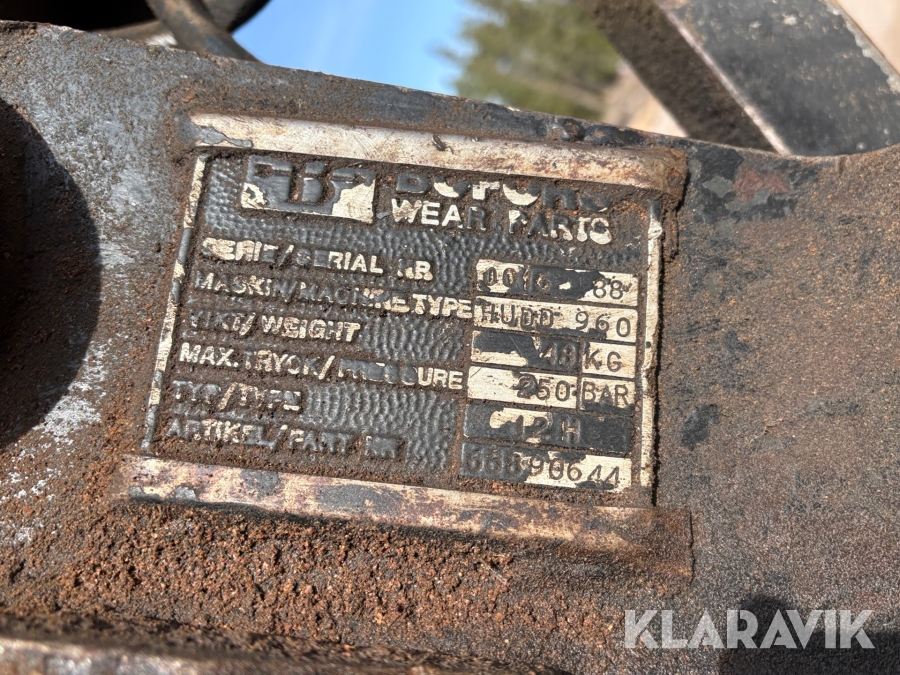 BOFORS
WEAR PARTS
SERIE/SERIAL NR
MASKIN/MACHINE TYPE HUDD 960
VIKT/WEIGHT KG
MAX. TRYCK/PRESSURE 250 BAR
TYP/TYPE 12H
ARTIKEL/PART NR
KLARAVIK